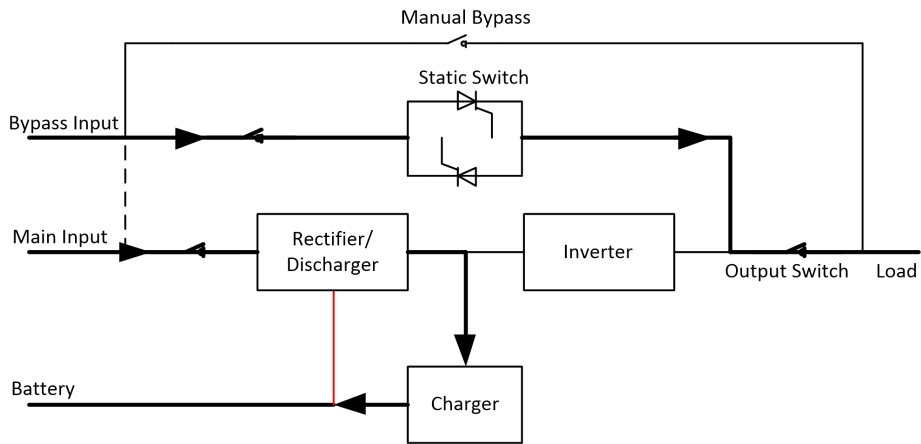 Manual Bypass
Static Switch
Bypass Input
Main Input
Rectifier/
Discharger
Inverter
Output Switch
Load
Battery
Charger